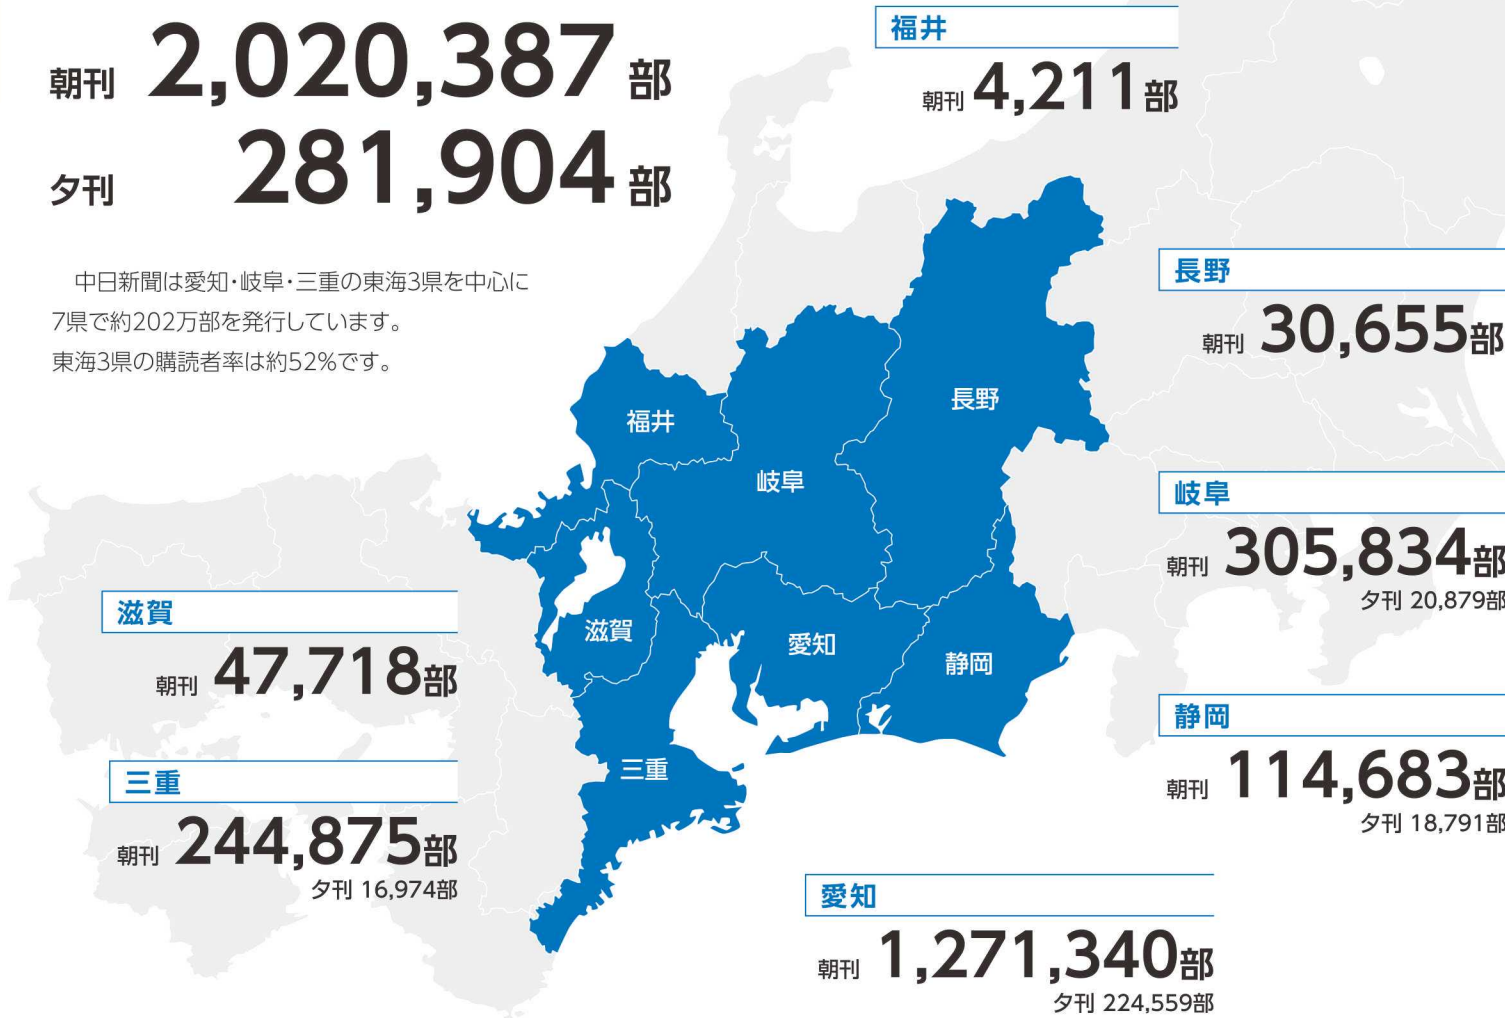 朝刊 2,020,387 部
夕刊 281,904 部
中日新聞は愛知・岐阜・三重の東海3県を中心に
7県で約202万部を発行しています。
東海3県の購読者率は約52%です。
福井
朝刊 4,211部
長野
朝刊 30,655部
岐阜
朝刊 305,834部
夕刊 20,879部
静岡
朝刊 114,683部
夕刊 18,791部
愛知
朝刊 1,271,340部
夕刊 224,559部
滋賀
朝刊 47,718部
三重
朝刊 244,875部
夕刊 16,974部
福井
長野
岐阜
滋賀
愛知
静岡
三重